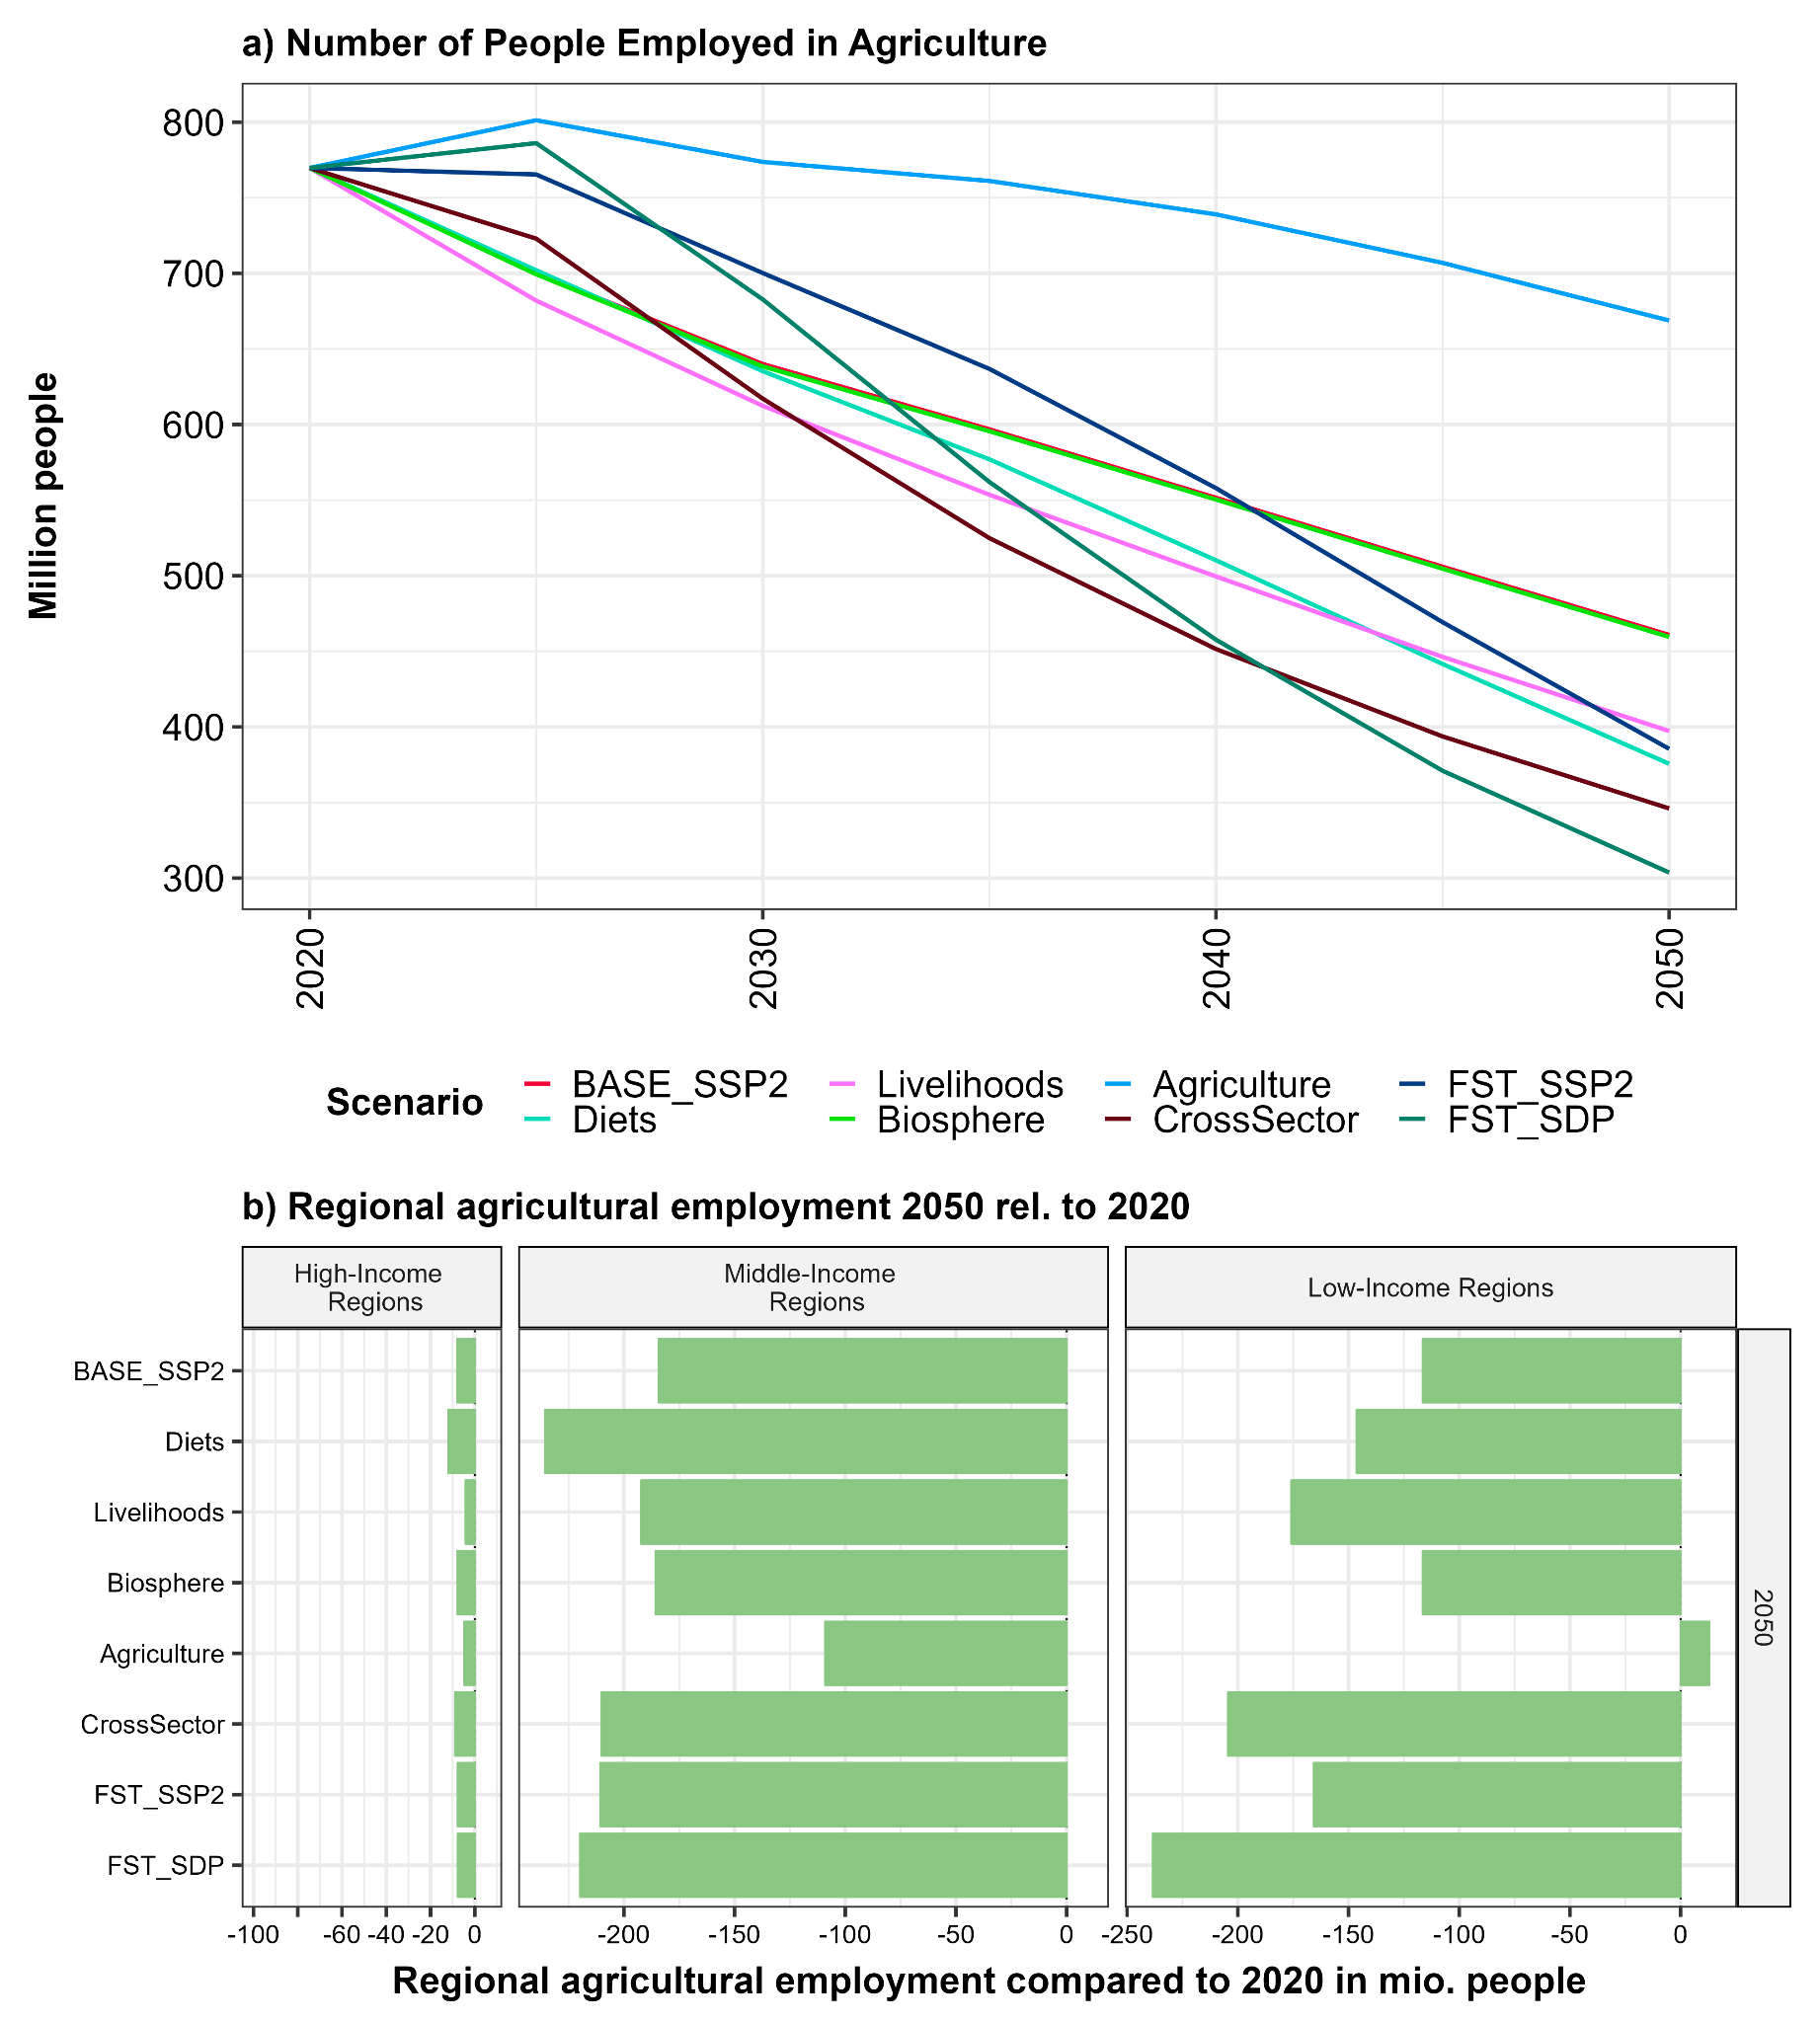 a) Number of People Employed in Agriculture
Million people
800
700
600
500
400
300
2020
2030
2040
2050
Scenario
BASE_SSP2
Livelihoods
Agriculture
FST_SSP2
Diets
Biosphere
CrossSector
FST_SDP
b) Regional agricultural employment 2050 rel. to 2020
High-Income
Regions
Middle-Income
Regions
Low-Income Regions
BASE_SSP2
Diets
Livelihoods
Biosphere
Agriculture
CrossSector
FST_SSP2
FST_SDP
2050
-100 -60 -40 -20 0
-200 -150 -100 -50 0
-250 -200 -150 -100 -50 0
Regional agricultural employment compared to 2020 in mio. people